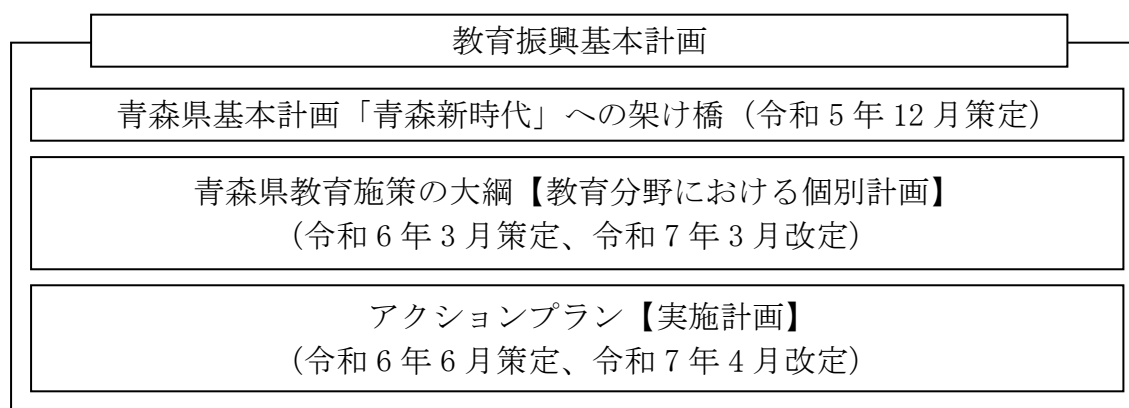 教育振興基本計画
青森県基本計画「青森新時代」への架け橋（令和５年 12 月策定）
青森県教育施策の大綱【教育分野における個別計画】
（令和６年３月策定、令和７年３月改定）
アクションプラン【実施計画】
（令和６年６月策定、令和７年４月改定）